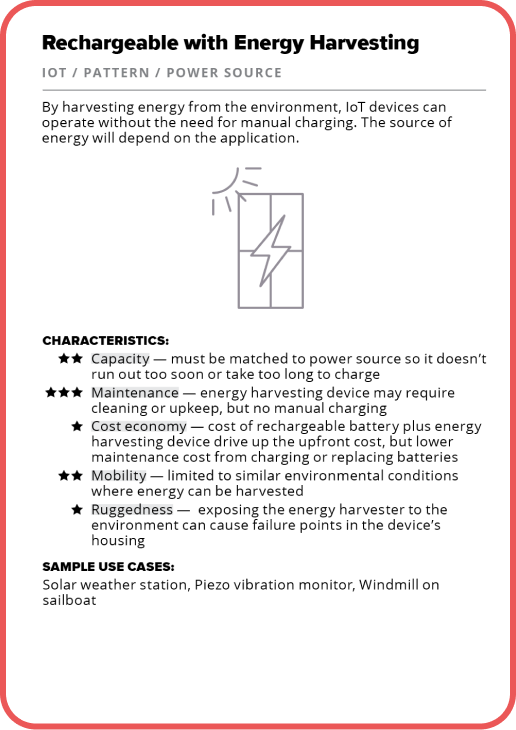 Rechargeable with Energy Harvesting
IOT / PATTERN / POWER SOURCE
By harvesting energy from the environment, IoT devices can
operate without the need for manual charging. The source of
energy will depend on the application.
CHARACTERISTICS:
★★ Capacity — must be matched to power source so it doesn’t
run out too soon or take too long to charge
★★★ Maintenance — energy harvesting device may require
cleaning or upkeep, but no manual charging
★ Cost economy — cost of rechargeable battery plus energy
harvesting device drive up the upfront cost, but lower
maintenance cost from charging or replacing batteries
★★ Mobility — limited to similar environmental conditions
where energy can be harvested
★ Ruggedness — exposing the energy harvester to the
environment can cause failure points in the device’s
housing
SAMPLE USE CASES:
Solar weather station, Piezo vibration monitor, Windmill on
sailboat